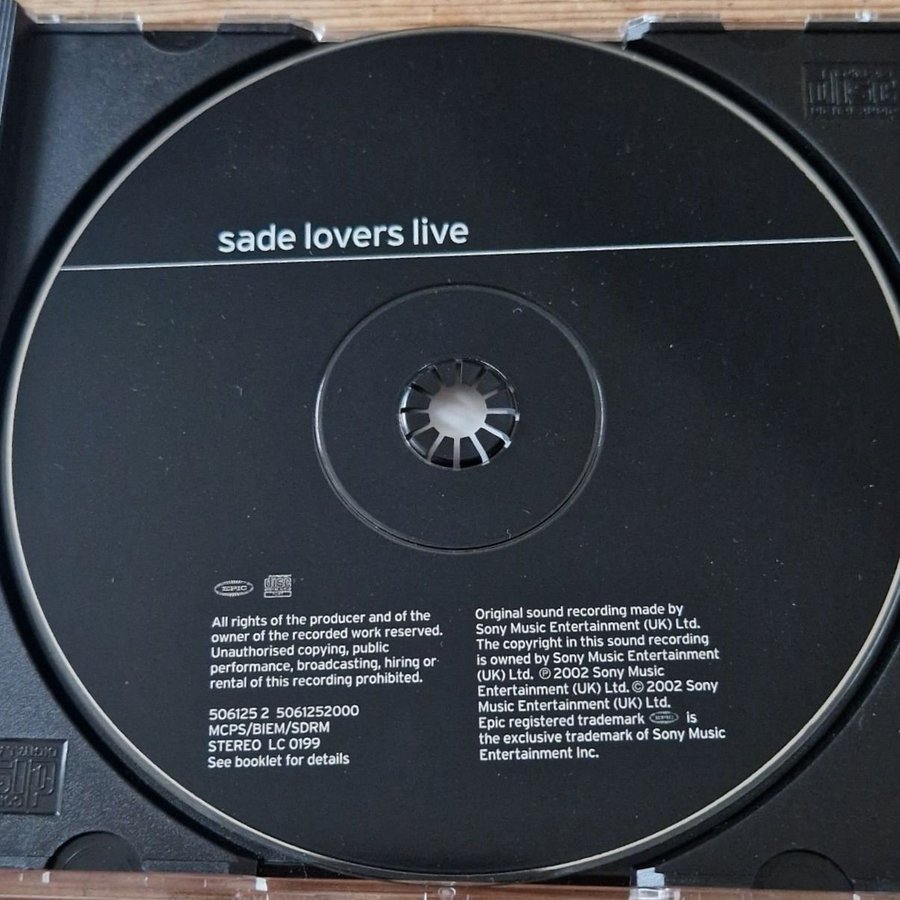 disc
sade lovers live
EPIC
disc
All rights of the producer and of the
owner of the recorded work reserved.
Unauthorised copying, public
performance, broadcasting, hiring or
rental of this recording prohibited.
506125 2 5061252000
MCPS/BIEM/SDRM
STEREO LC 0199
See booklet for details
Original sound recording made by
Sony Music Entertainment (UK) Ltd.
The copyright in this sound recording
is owned by Sony Music Entertainment
(UK) Ltd. ℗ 2002 Sony Music
Entertainment (UK) Ltd. © 2002 Sony
Music Entertainment (UK) Ltd.
Epic registered trademark EPIC is
the exclusive trademark of Sony Music
Entertainment Inc.